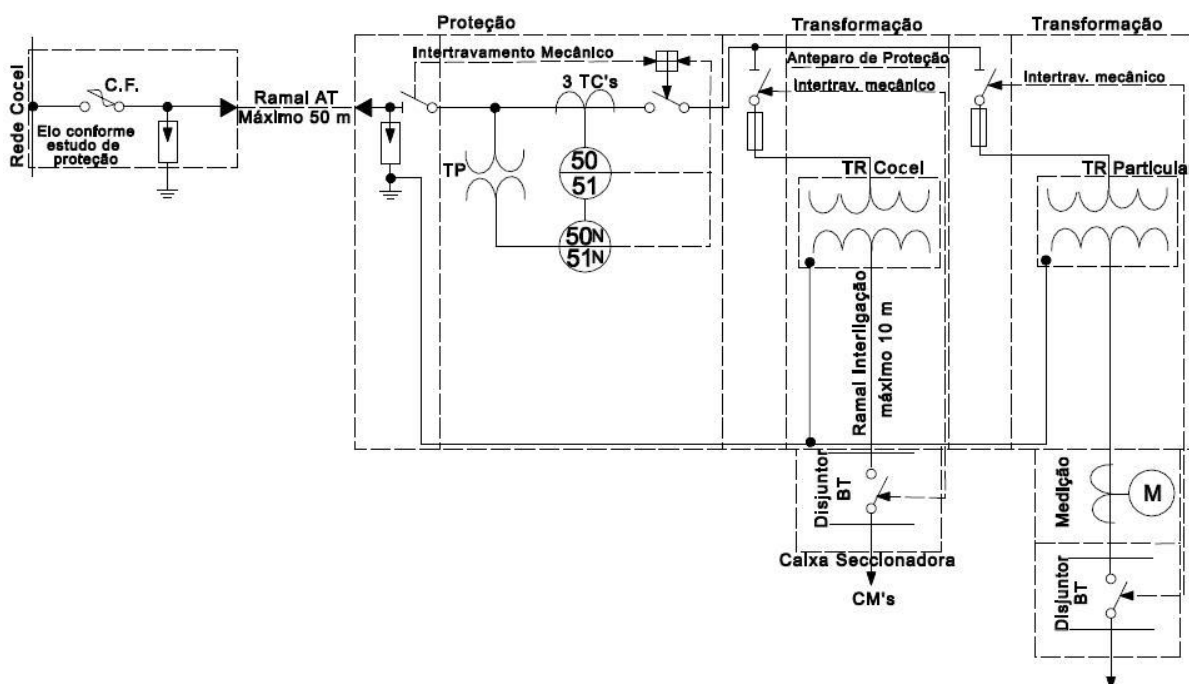 Proteção
Transformação
Transformação
Rede Cocel
C.F.
Elo conforme
estudo de
proteção
Ramal AT
Máximo 50 m
Intertravamento Mecânico
3 TC's
TP
50
51
50N
51N
Anteparo de Proteção
Intertrav. mecânico
TR Cocel
Ramal Interligação
máximo 10 m
Disjuntor
BT
Caixa Seccionadora
CM's
Intertrav. mecânico
TR Particula
Medição
M
Disjuntor
BT